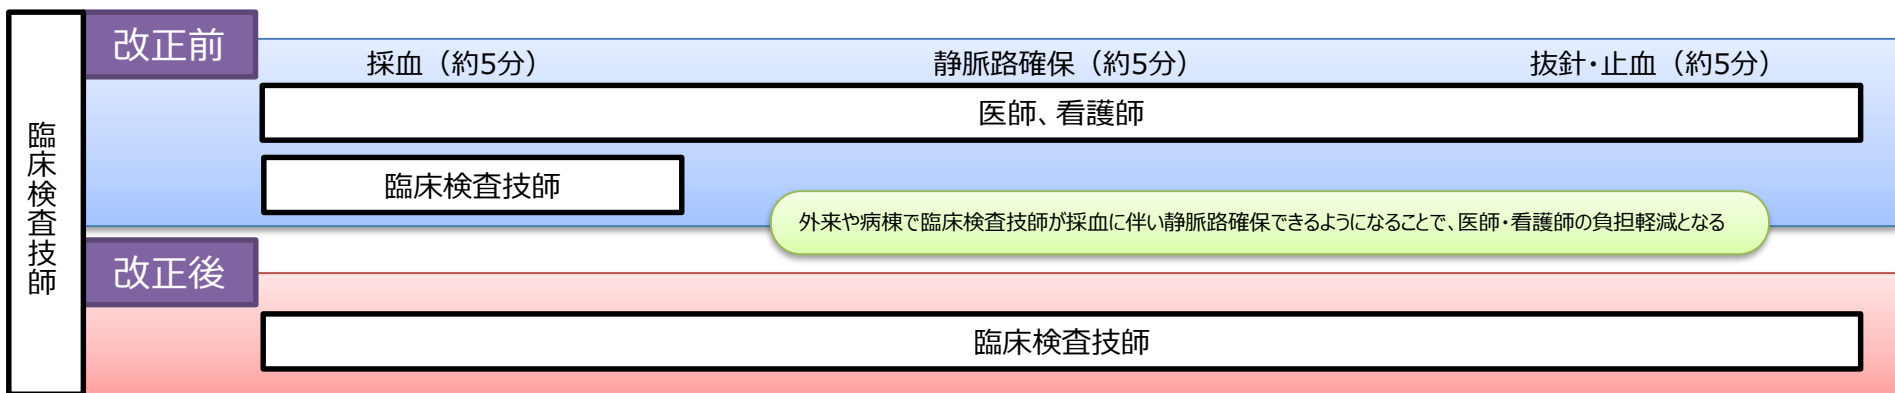 臨床検査技師
改正前
採血（約5分）
静脈路確保（約5分）
抜針・止血（約5分）
医師、看護師
臨床検査技師
外来や病棟で臨床検査技師が採血に伴い静脈路確保できるようになることで、医師・看護師の負担軽減となる
改正後
臨床検査技師